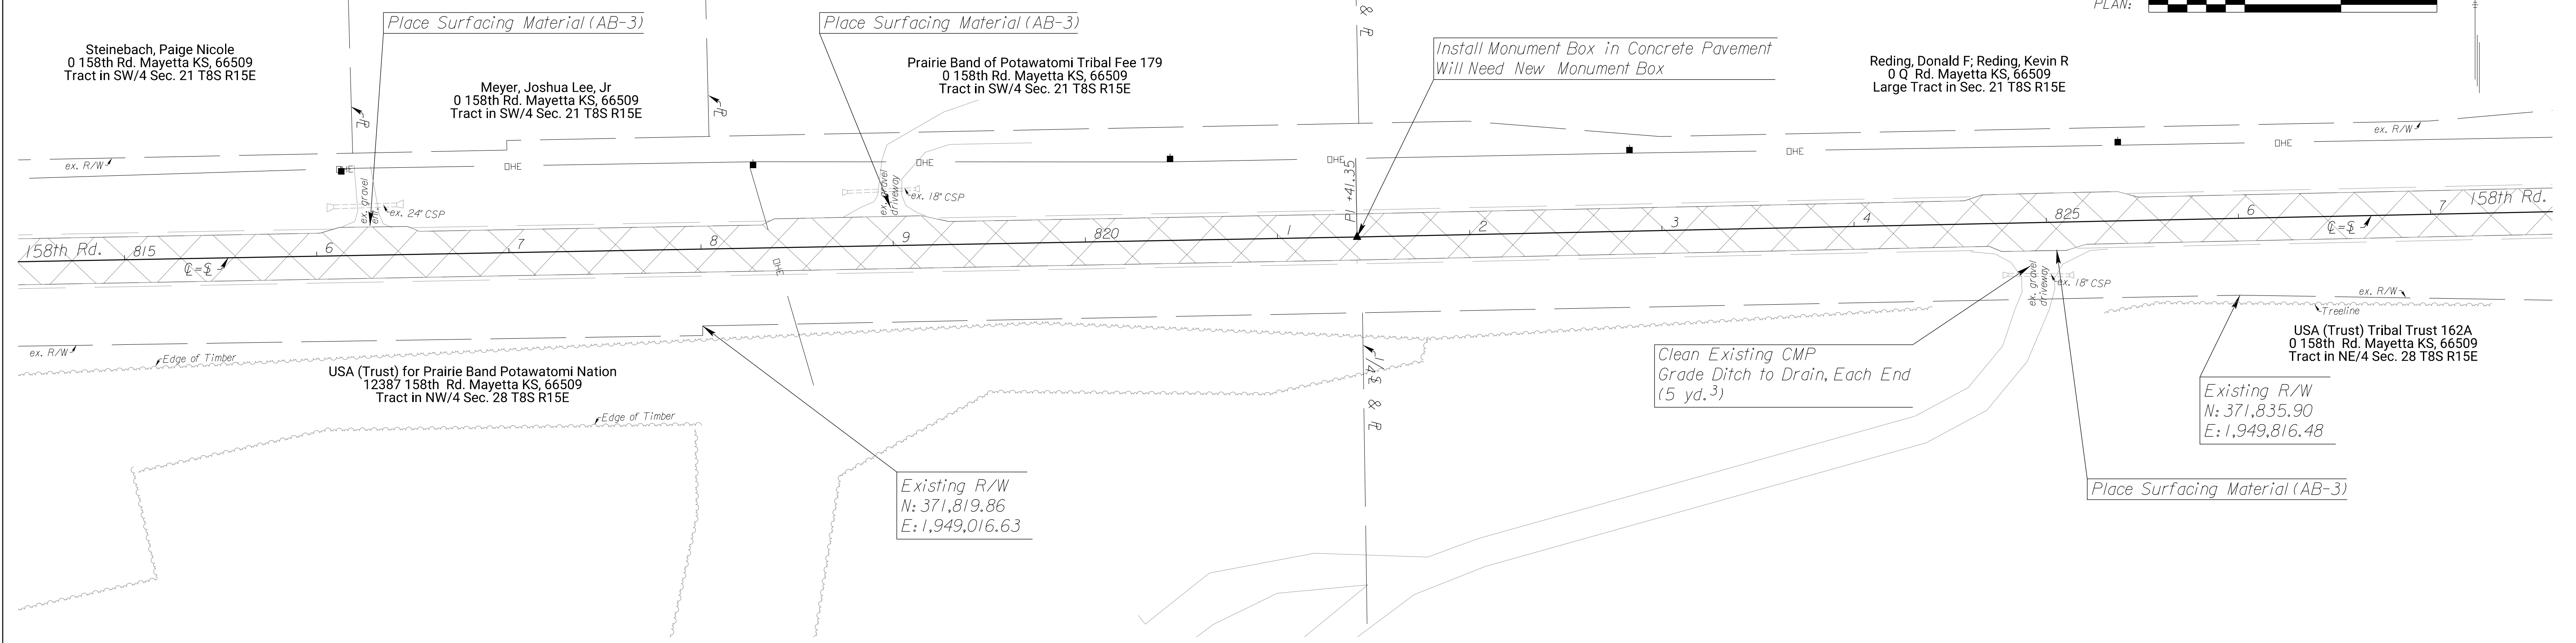 PLAN:
Place Surfacing Material (AB-3)
Place Surfacing Material (AB-3)
& PL
Install Monument Box in Concrete Pavement
Will Need New Monument Box
Steinebach, Paige Nicole
0 158th Rd. Mayetta KS, 66509
Tract in SW/4 Sec. 21 T8S R15E
Meyer, Joshua Lee, Jr
0 158th Rd. Mayetta KS, 66509
Tract in SW/4 Sec. 21 T8S R15E
Prairie Band of Potawatomi Tribal Fee 179
0 158th Rd. Mayetta KS, 66509
Tract in SW/4 Sec. 21 T8S R15E
Reding, Donald F; Reding, Kevin R
0 Q Rd. Mayetta KS, 66509
Large Tract in Sec. 21 T8S R15E
PL
PL
ex. R/W
ex. R/W
OHE
OHE
OHE
OHE
OHE
OHE
ex. gravel
ent.
ex. 24" CSP
ex. gravel
driveway
ex. 18" CSP
PI +41.35
158th Rd.
815
6
7
8
9
820
1
2
3
4
825
6
7
158th Rd.
℄=
℄=
OHE
ex. gravel
driveway
ex. 18" CSP
ex. R/W
Treeline
ex. R/W
Edge of Timber
USA (Trust) for Prairie Band Potawatomi Nation
12387 158th Rd. Mayetta KS, 66509
Tract in NW/4 Sec. 28 T8S R15E
1/4 & PL
Clean Existing CMP
Grade Ditch to Drain, Each End
(5 yd.³)
USA (Trust) Tribal Trust 162A
0 158th Rd. Mayetta KS, 66509
Tract in NE/4 Sec. 28 T8S R15E
Existing R/W
N: 371,835.90
E: 1,949,816.48
Edge of Timber
Existing R/W
N: 371,819.86
E: 1,949,016.63
Place Surfacing Material (AB-3)